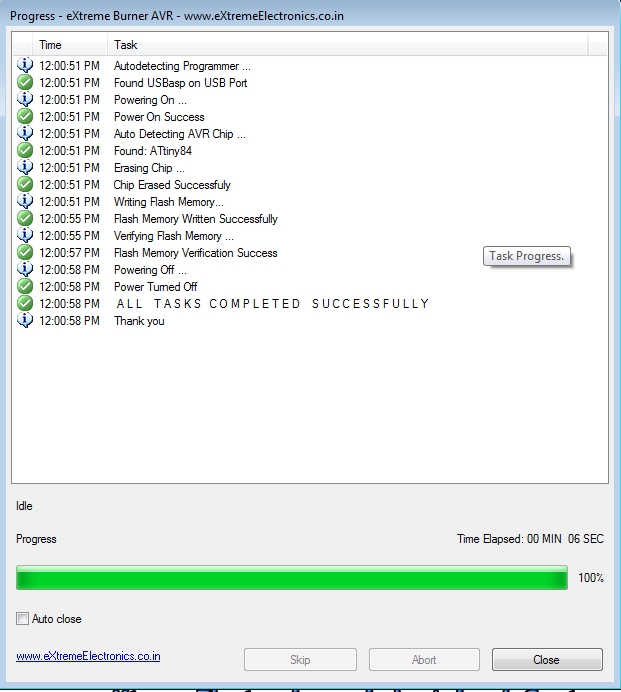 Progress - eXtreme Burner AVR - www.eXtremeElectronics.co.in
Time Task
12:00:51 PM Autodetecting Programmer ...
12:00:51 PM Found USBasp on USB Port
12:00:51 PM Powering On ...
12:00:51 PM Power On Success
12:00:51 PM Auto Detecting AVR Chip ...
12:00:51 PM Found: ATtiny84
12:00:51 PM Erasing Chip ...
12:00:51 PM Chip Erased Successfuly
12:00:51 PM Writing Flash Memory...
12:00:55 PM Flash Memory Written Successfully
12:00:55 PM Verifying Flash Memory ...
12:00:57 PM Flash Memory Verification Success
Task Progress.
12:00:58 PM Powering Off ...
12:00:58 PM Power Turned Off
12:00:58 PM A L L T A S K S C O M P L E T E D S U C C E S S F U L L Y
12:00:58 PM Thank you
Idle
Progress Time Elapsed: 00 MIN 06 SEC
100%
Auto close
www.eXtremeElectronics.co.in Skip Abort Close